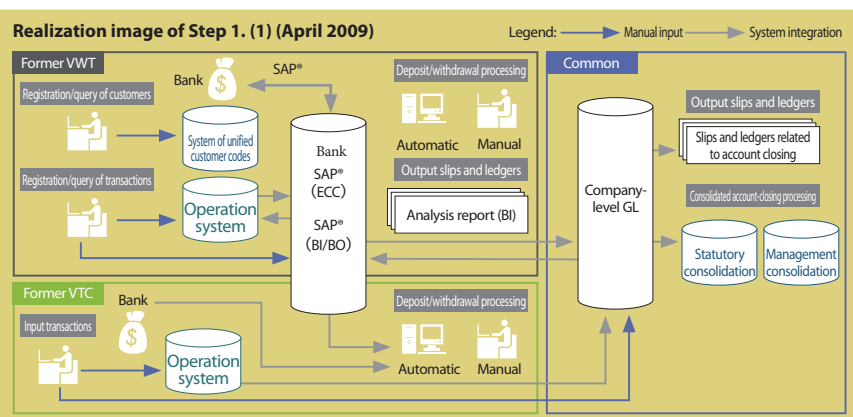 Realization image of Step 1. (1) (April 2009)
Legend:
Manual input
System integration
Former VWT
Registration/query of customers
Bank
$
SAP®
System of unified
customer codes
Registration/query of transactions
Operation
system
Bank
SAP®
(ECC)
SAP®
(BI/BO)
Deposit/withdrawal processing
Automatic
Manual
Output slips and ledgers
Analysis report (BI)
Common
Company-
level GL
Output slips and ledgers
Slips and ledgers related
to account closing
Consolidated account-closing processing
Statutory
consolidation
Management
consolidation
Former VTC
Input transactions
Bank
$
Operation
system
Deposit/withdrawal processing
Automatic
Manual